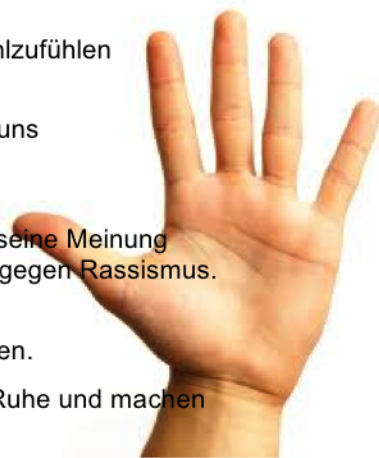 hlzufühlen
uns
seine Meinung
gegen Rassismus.
en.
Ruhe und machen